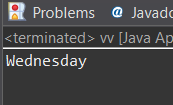 Problems @ Javado
<terminated> vv [Java Ap
Wednesday